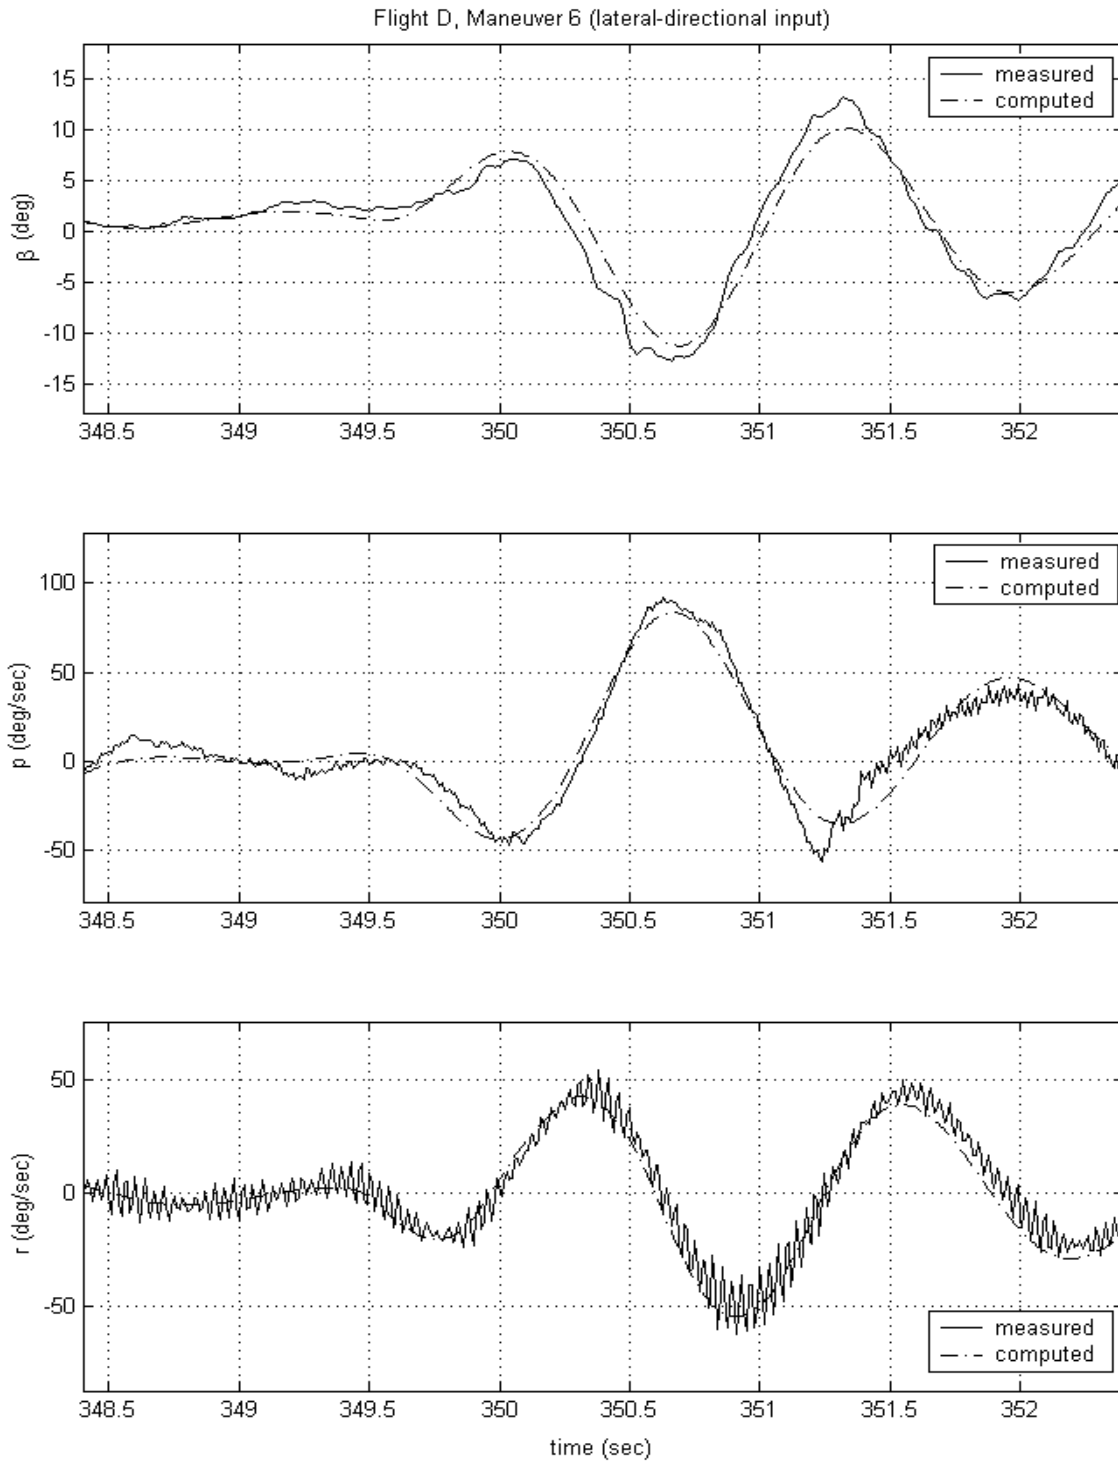 Flight D, Maneuver 6 (lateral-directional input)
15
10
5
0
-5
-10
-15
β (deg)
measured
computed
348.5 349 349.5 350 350.5 351 351.5 352
100
50
0
-50
p (deg/sec)
measured
computed
348.5 349 349.5 350 350.5 351 351.5 352
50
0
-50
r (deg/sec)
measured
computed
348.5 349 349.5 350 350.5 351 351.5 352
time (sec)